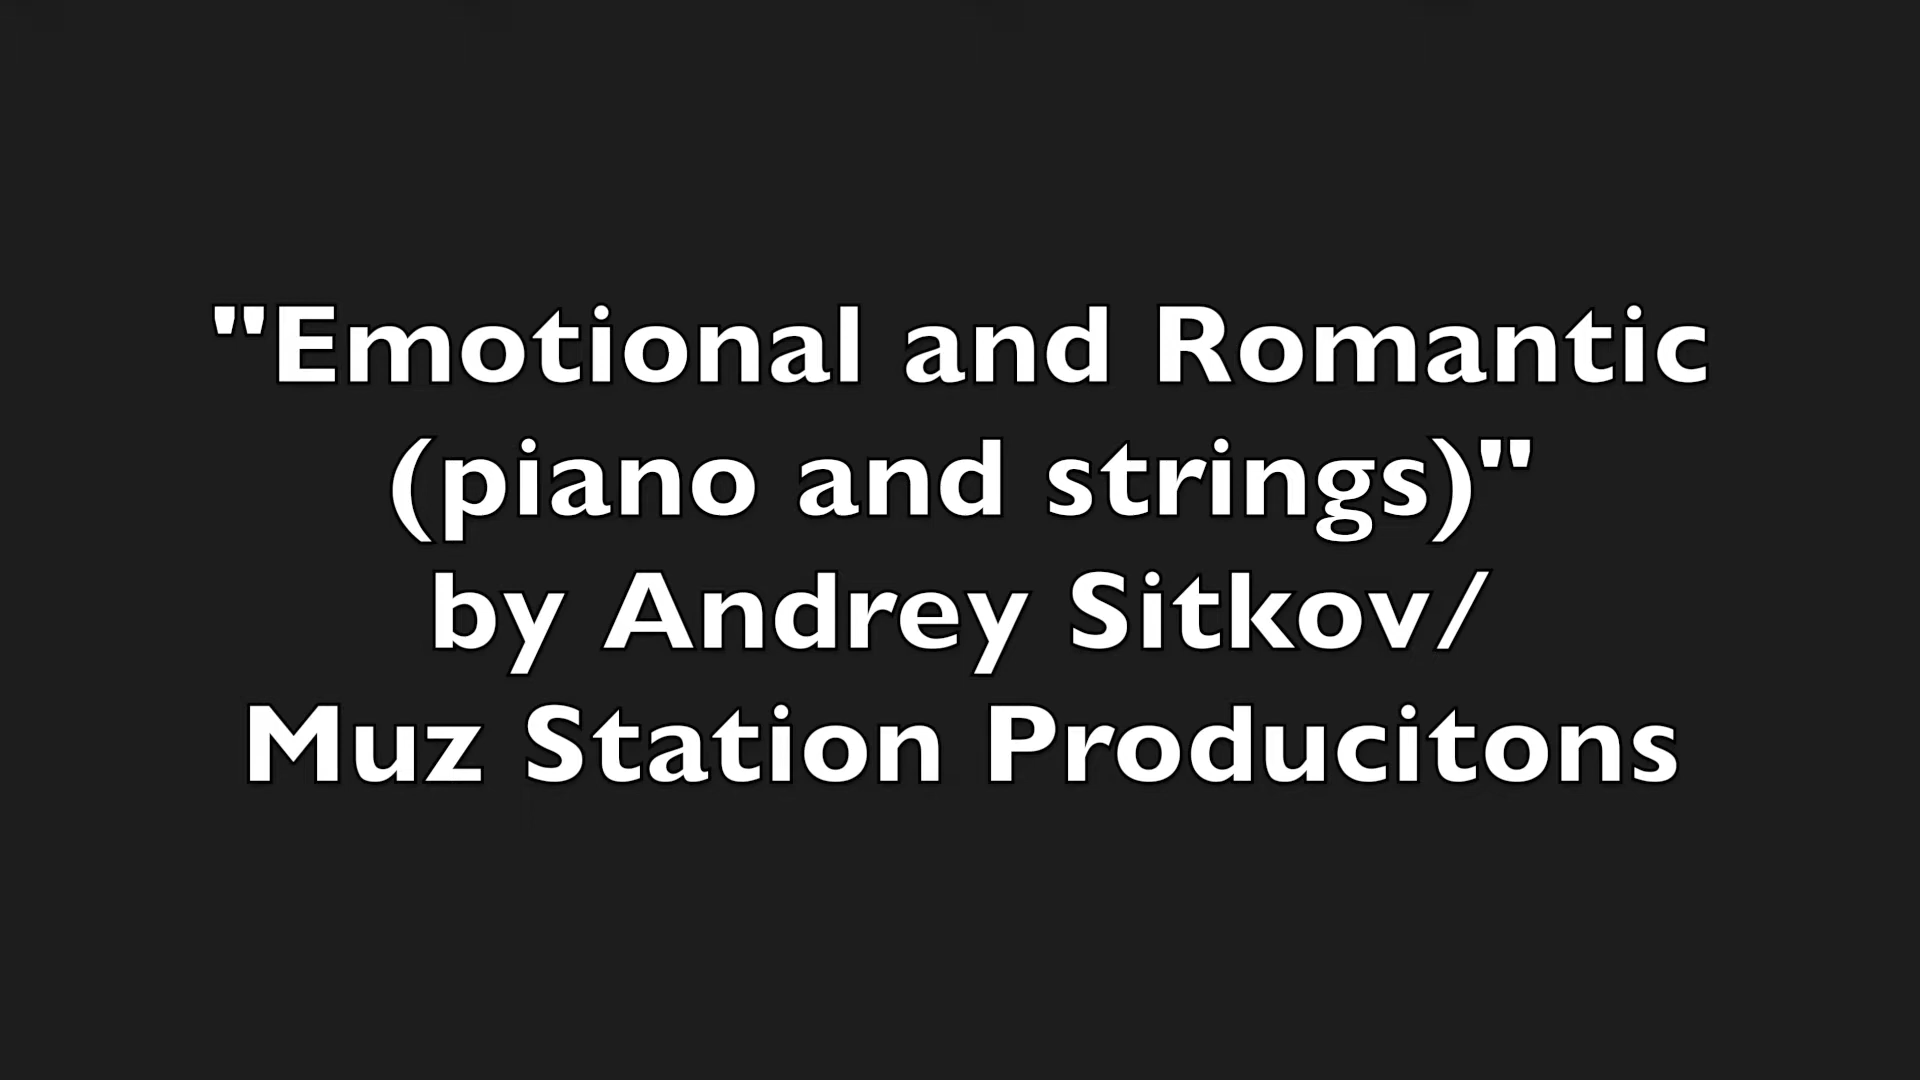 "Emotional and Romantic
(piano and strings)"
by Andrey Sitkov/
Muz Station Producitons